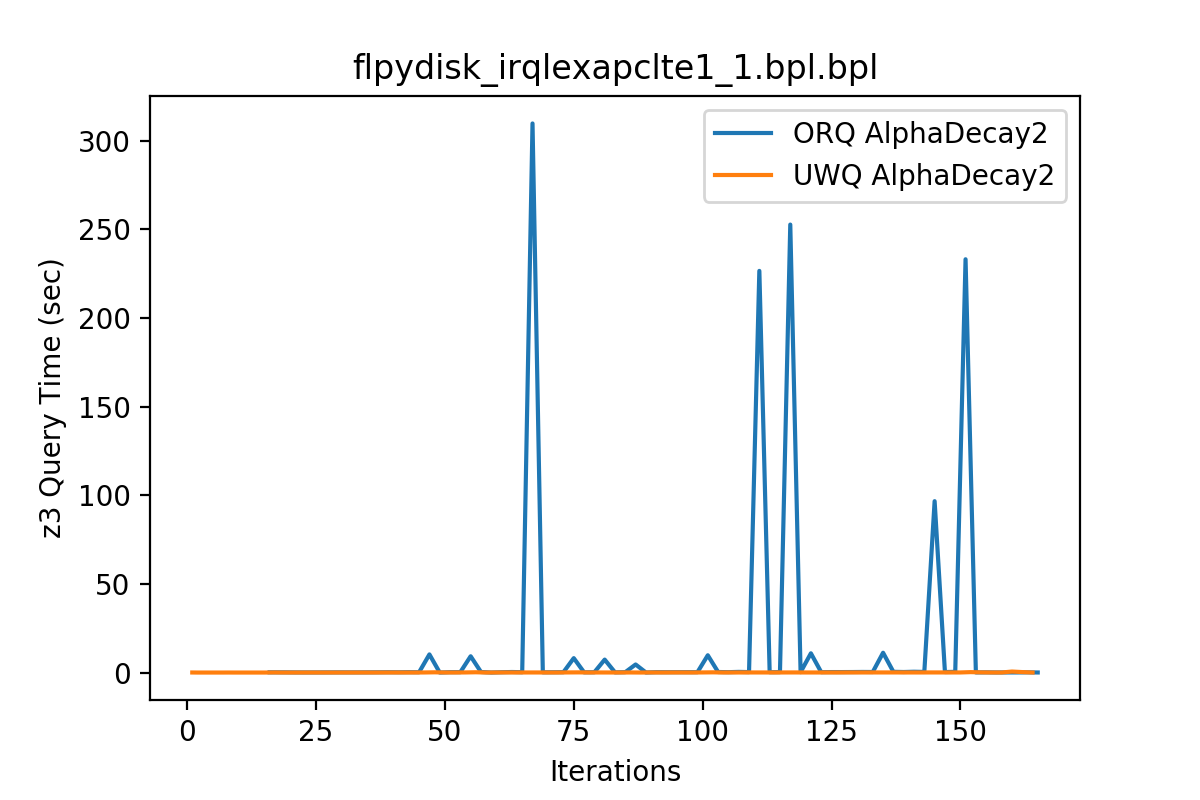 flpydisk_irqlexapclte1_1.bpl.bpl
ORQ AlphaDecay2
UWQ AlphaDecay2
z3 Query Time (sec)
300
250
200
150
100
50
0
0 25 50 75 100 125 150
Iterations